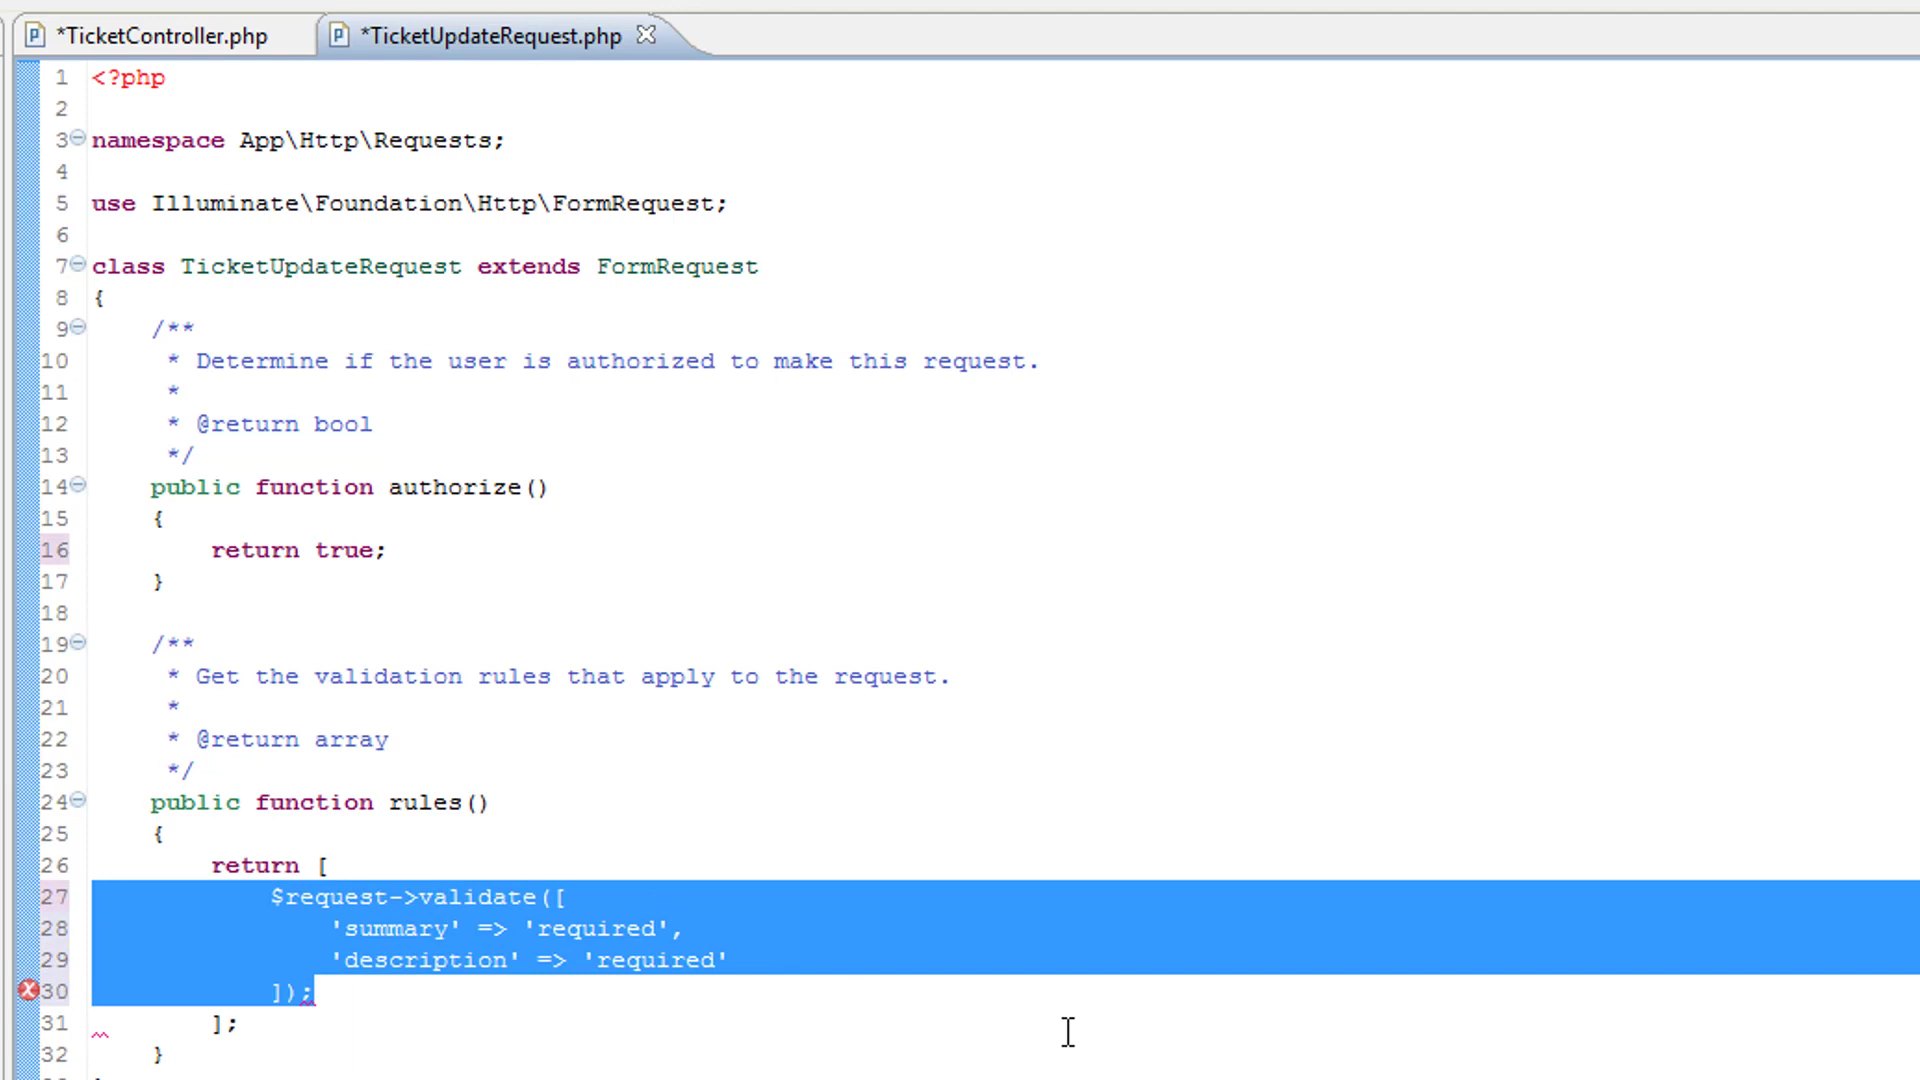 *TicketController.php
*TicketUpdateRequest.php
1 <?php
2
3 namespace App\Http\Requests;
4
5 use Illuminate\Foundation\Http\FormRequest;
6
7 class TicketUpdateRequest extends FormRequest
8 {
9     /**
10      * Determine if the user is authorized to make this request.
11      *
12      * @return bool
13      */
14     public function authorize()
15     {
16         return true;
17     }
18
19     /**
20      * Get the validation rules that apply to the request.
21      *
22      * @return array
23      */
24     public function rules()
25     {
26         return [
27             $request->validate([
28                 'summary' => 'required',
29                 'description' => 'required'
30             ]);
31         ];
32     }